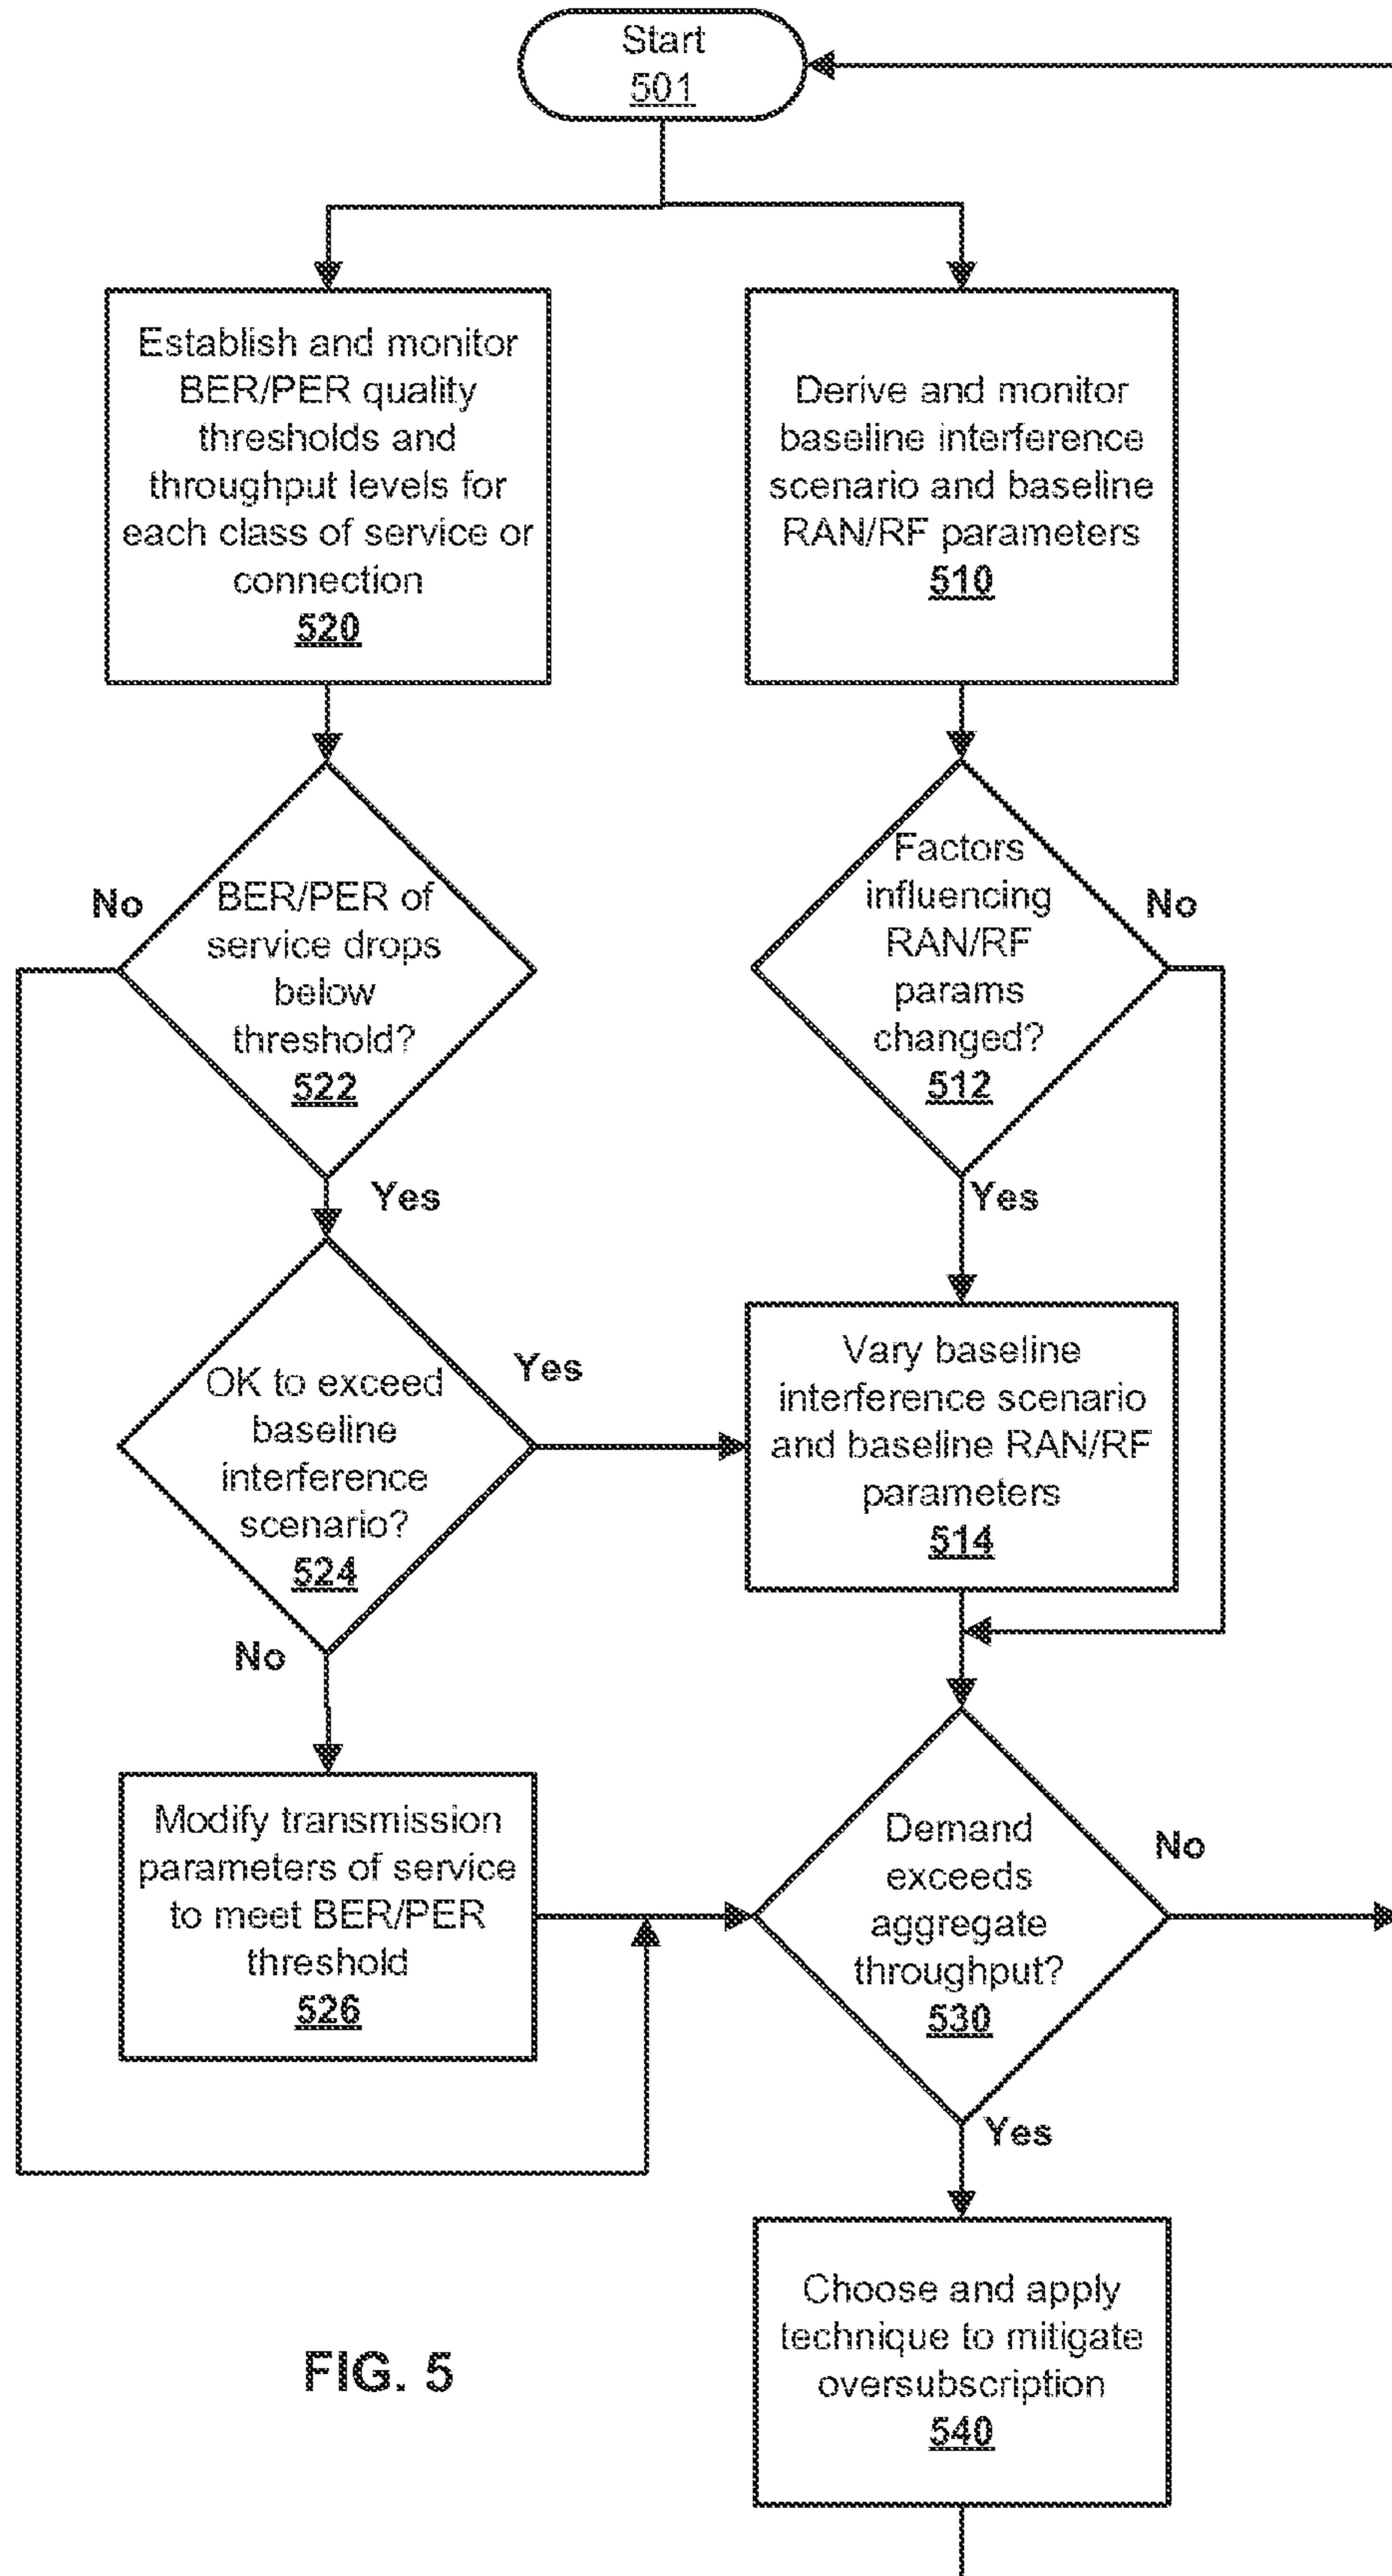 Start
501
Establish and monitor
BER/PER quality
thresholds and
throughput levels for
each class of service or
connection
520
Derive and monitor
baseline interference
scenario and baseline
RAN/RF parameters
510
No
BER/PER of
service drops
below
threshold?
522
Yes
Factors
influencing
RAN/RF
params
changed?
512
No
Yes
OK to exceed
baseline
interference
scenario?
524
Yes
No
Vary baseline
interference scenario
and baseline RAN/RF
parameters
514
Modify transmission
parameters of service
to meet BER/PER
threshold
526
Demand
exceeds
aggregate
throughput?
530
No
Yes
Choose and apply
technique to mitigate
oversubscription
540
FIG. 5